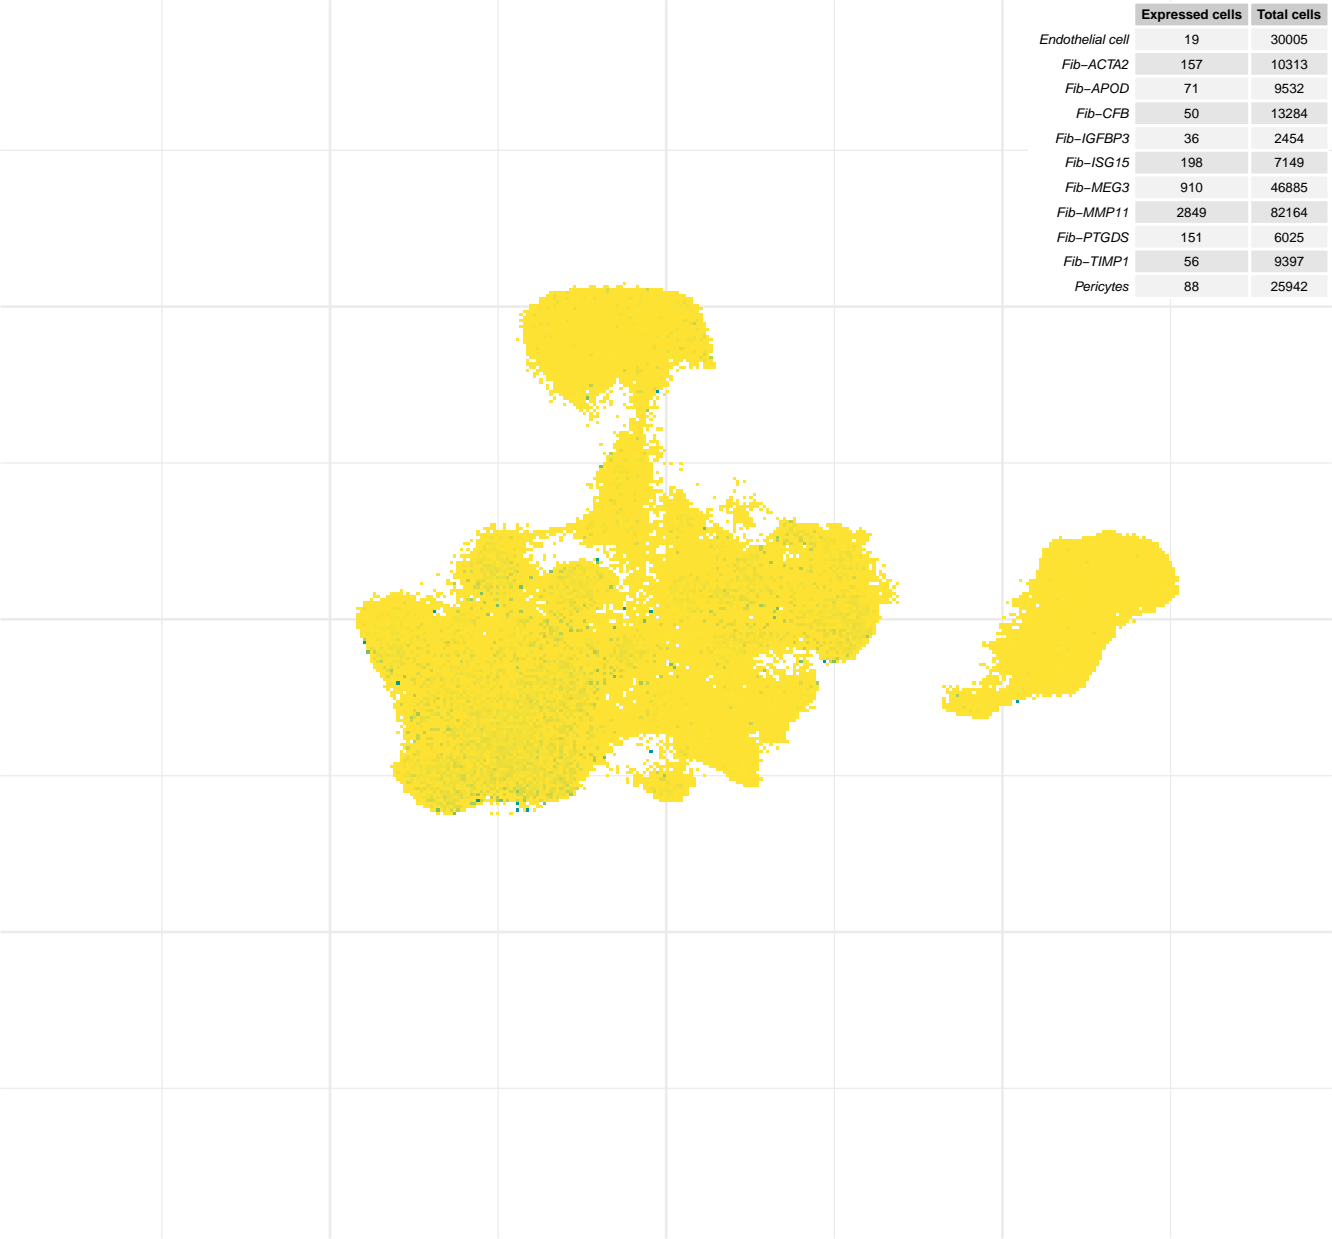 Expressed cells Total cells
Endothelial cell 19 30005
Fib−ACTA2 157 10313
Fib−APOD 71 9532
Fib−CFB 50 13284
Fib−IGFBP3 36 2454
Fib−ISG15 198 7149
Fib−MEG3 910 46885
Fib−MMP11 2849 82164
Fib−PTGDS 151 6025
Fib−TIMP1 56 9397
Pericytes 88 25942